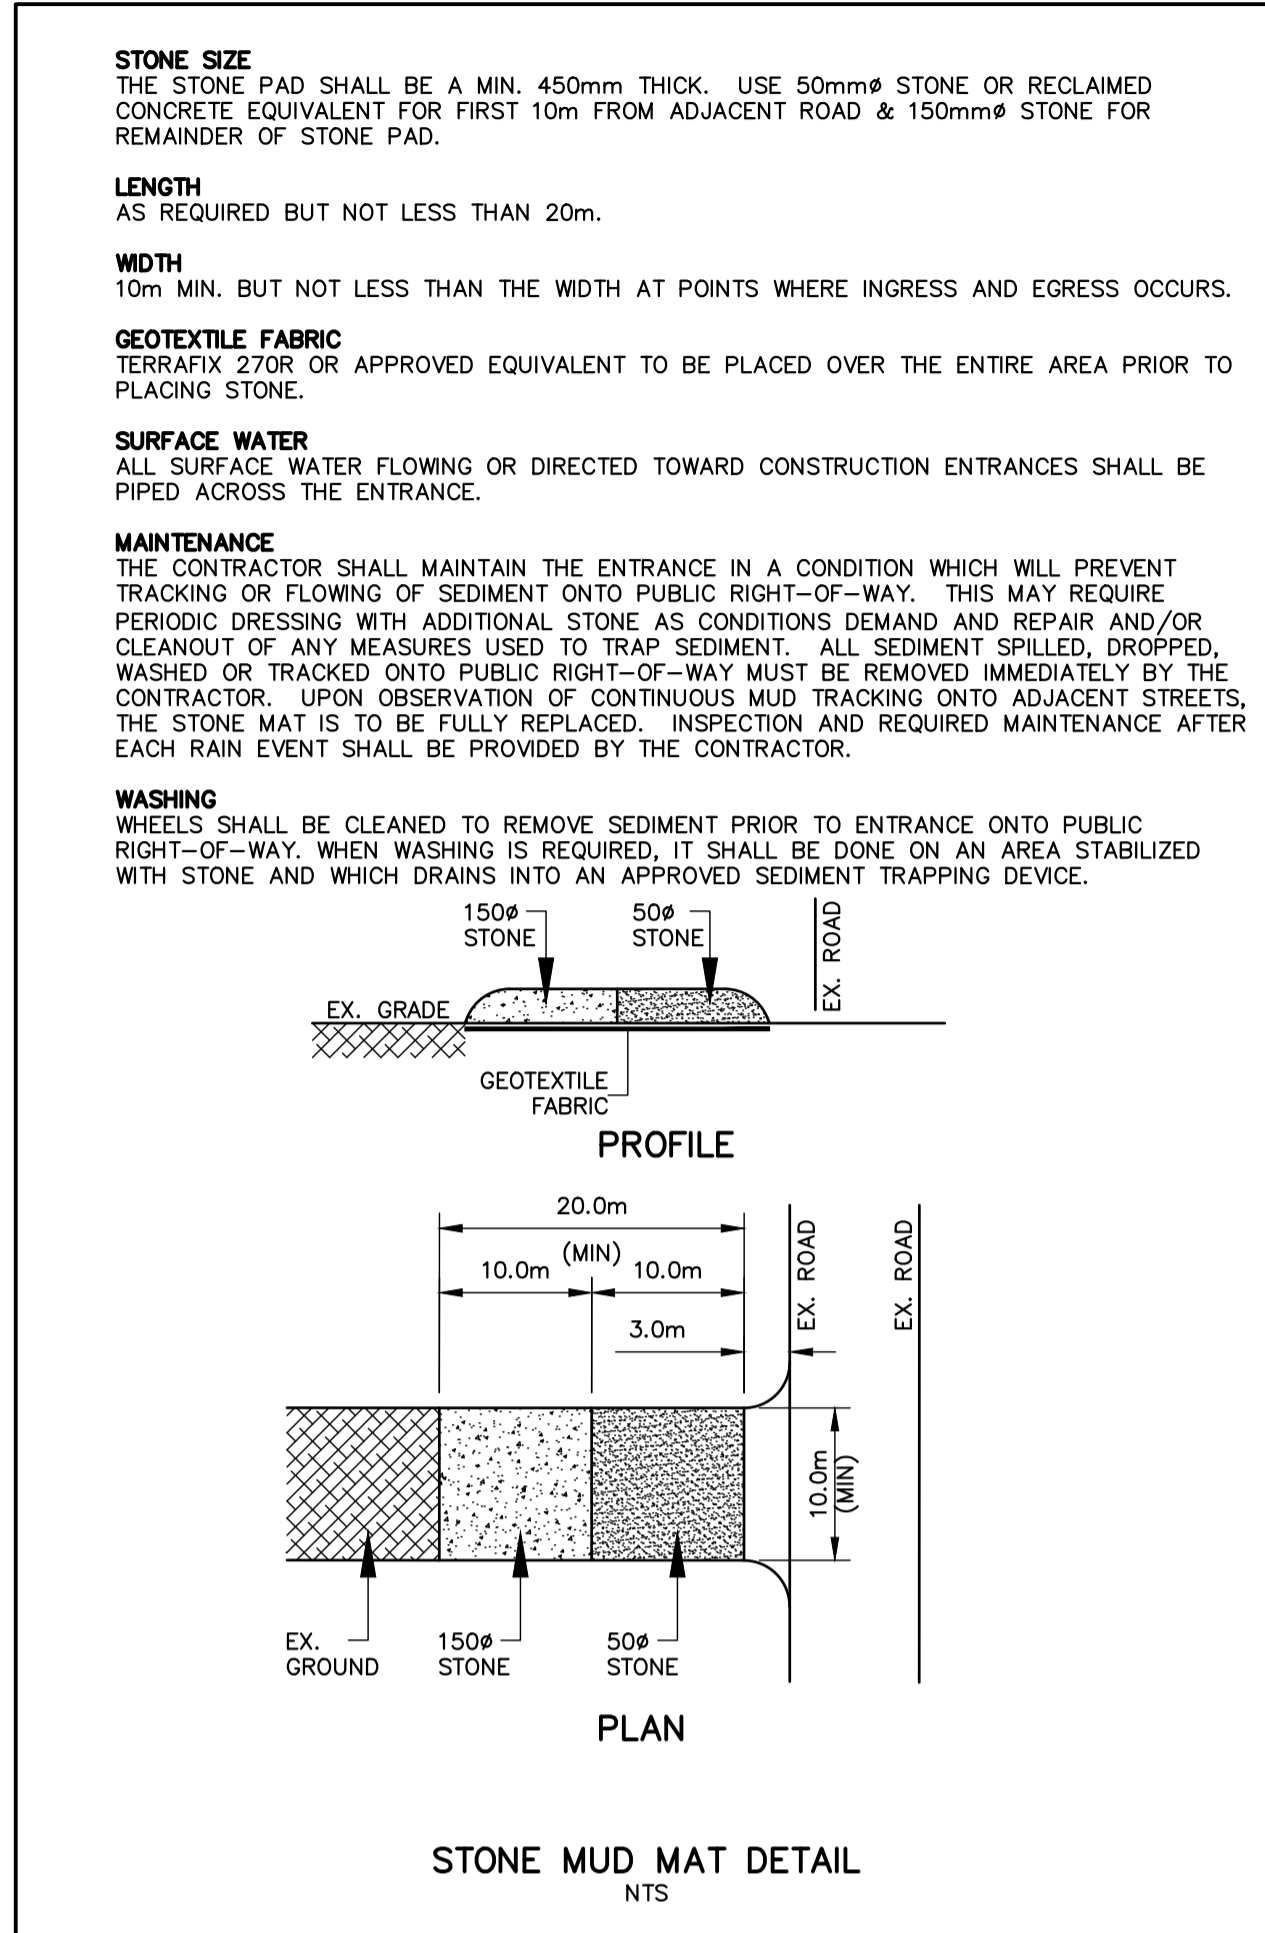 STONE SIZE
THE STONE PAD SHALL BE A MIN. 450mm THICK. USE 50mmø STONE OR RECLAIMED
CONCRETE EQUIVALENT FOR FIRST 10m FROM ADJACENT ROAD & 150mmø STONE FOR
REMAINDER OF STONE PAD.
LENGTH
AS REQUIRED BUT NOT LESS THAN 20m.
WIDTH
10m MIN. BUT NOT LESS THAN THE WIDTH AT POINTS WHERE INGRESS AND EGRESS OCCURS.
GEOTEXTILE FABRIC
TERRAFIX 270R OR APPROVED EQUIVALENT TO BE PLACED OVER THE ENTIRE AREA PRIOR TO
PLACING STONE.
SURFACE WATER
ALL SURFACE WATER FLOWING OR DIRECTED TOWARD CONSTRUCTION ENTRANCES SHALL BE
PIPED ACROSS THE ENTRANCE.
MAINTENANCE
THE CONTRACTOR SHALL MAINTAIN THE ENTRANCE IN A CONDITION WHICH WILL PREVENT
TRACKING OR FLOWING OF SEDIMENT ONTO PUBLIC RIGHT-OF-WAY. THIS MAY REQUIRE
PERIODIC DRESSING WITH ADDITIONAL STONE AS CONDITIONS DEMAND AND REPAIR AND/OR
CLEANOUT OF ANY MEASURES USED TO TRAP SEDIMENT. ALL SEDIMENT SPILLED, DROPPED,
WASHED OR TRACKED ONTO PUBLIC RIGHT-OF-WAY MUST BE REMOVED IMMEDIATELY BY THE
CONTRACTOR. UPON OBSERVATION OF CONTINUOUS MUD TRACKING ONTO ADJACENT STREETS,
THE STONE MAT IS TO BE FULLY REPLACED. INSPECTION AND REQUIRED MAINTENANCE AFTER
EACH RAIN EVENT SHALL BE PROVIDED BY THE CONTRACTOR.
WASHING
WHEELS SHALL BE CLEANED TO REMOVE SEDIMENT PRIOR TO ENTRANCE ONTO PUBLIC
RIGHT-OF-WAY. WHEN WASHING IS REQUIRED, IT SHALL BE DONE ON AN AREA STABILIZED
WITH STONE AND WHICH DRAINS INTO AN APPROVED SEDIMENT TRAPPING DEVICE.
150ø
STONE
50ø
STONE
EX. ROAD
EX. GRADE
GEOTEXTILE
FABRIC
PROFILE
20.0m
(MIN)
10.0m
10.0m
3.0m
EX. ROAD
EX. ROAD
10.0m
(MIN)
EX.
GROUND
150ø
STONE
50ø
STONE
PLAN
STONE MUD MAT DETAIL
NTS